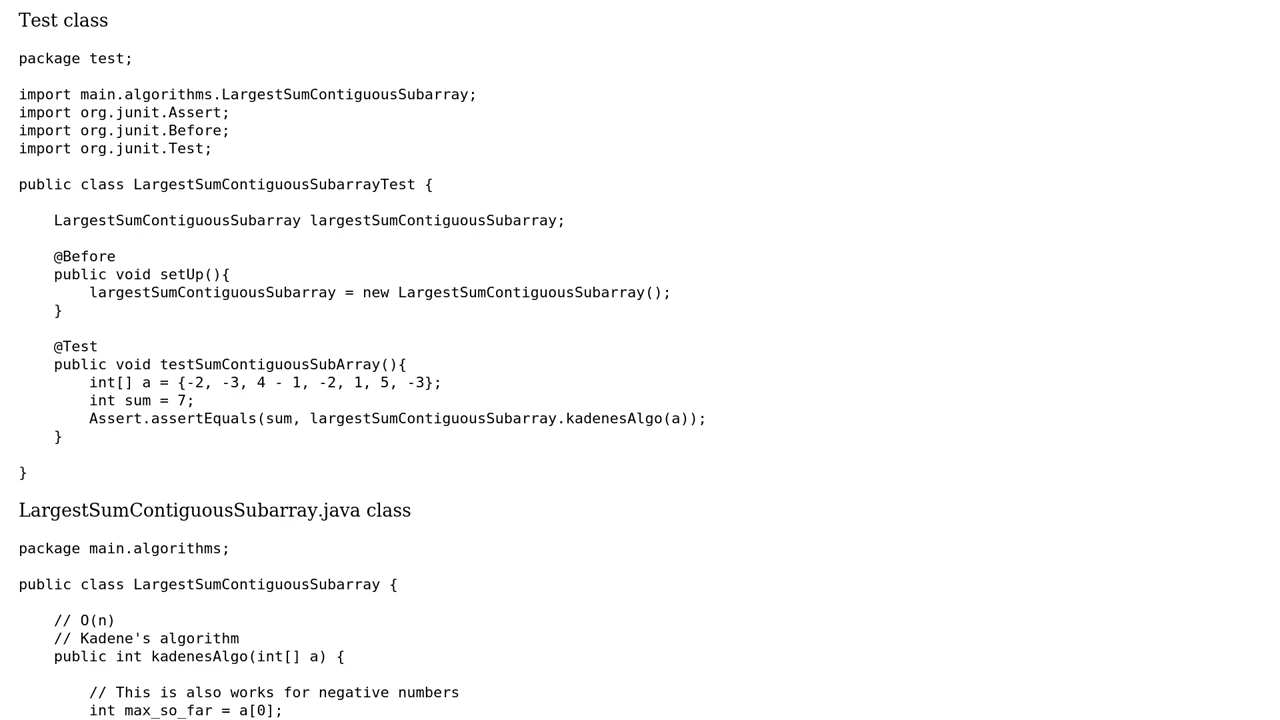 Test class
package test;
import main.algorithms.LargestSumContiguousSubarray;
import org.junit.Assert;
import org.junit.Before;
import org.junit.Test;
public class LargestSumContiguousSubarrayTest {
    LargestSumContiguousSubarray largestSumContiguousSubarray;
    @Before
    public void setUp(){
        largestSumContiguousSubarray = new LargestSumContiguousSubarray();
    }
    @Test
    public void testSumContiguousSubArray(){
        int[] a = {-2, -3, 4 - 1, -2, 1, 5, -3};
        int sum = 7;
        Assert.assertEquals(sum, largestSumContiguousSubarray.kadenesAlgo(a));
    }
}
LargestSumContiguousSubarray.java class
package main.algorithms;
public class LargestSumContiguousSubarray {
    // O(n)
    // Kadene's algorithm
    public int kadenesAlgo(int[] a) {
        // This is also works for negative numbers
        int max_so_far = a[0];